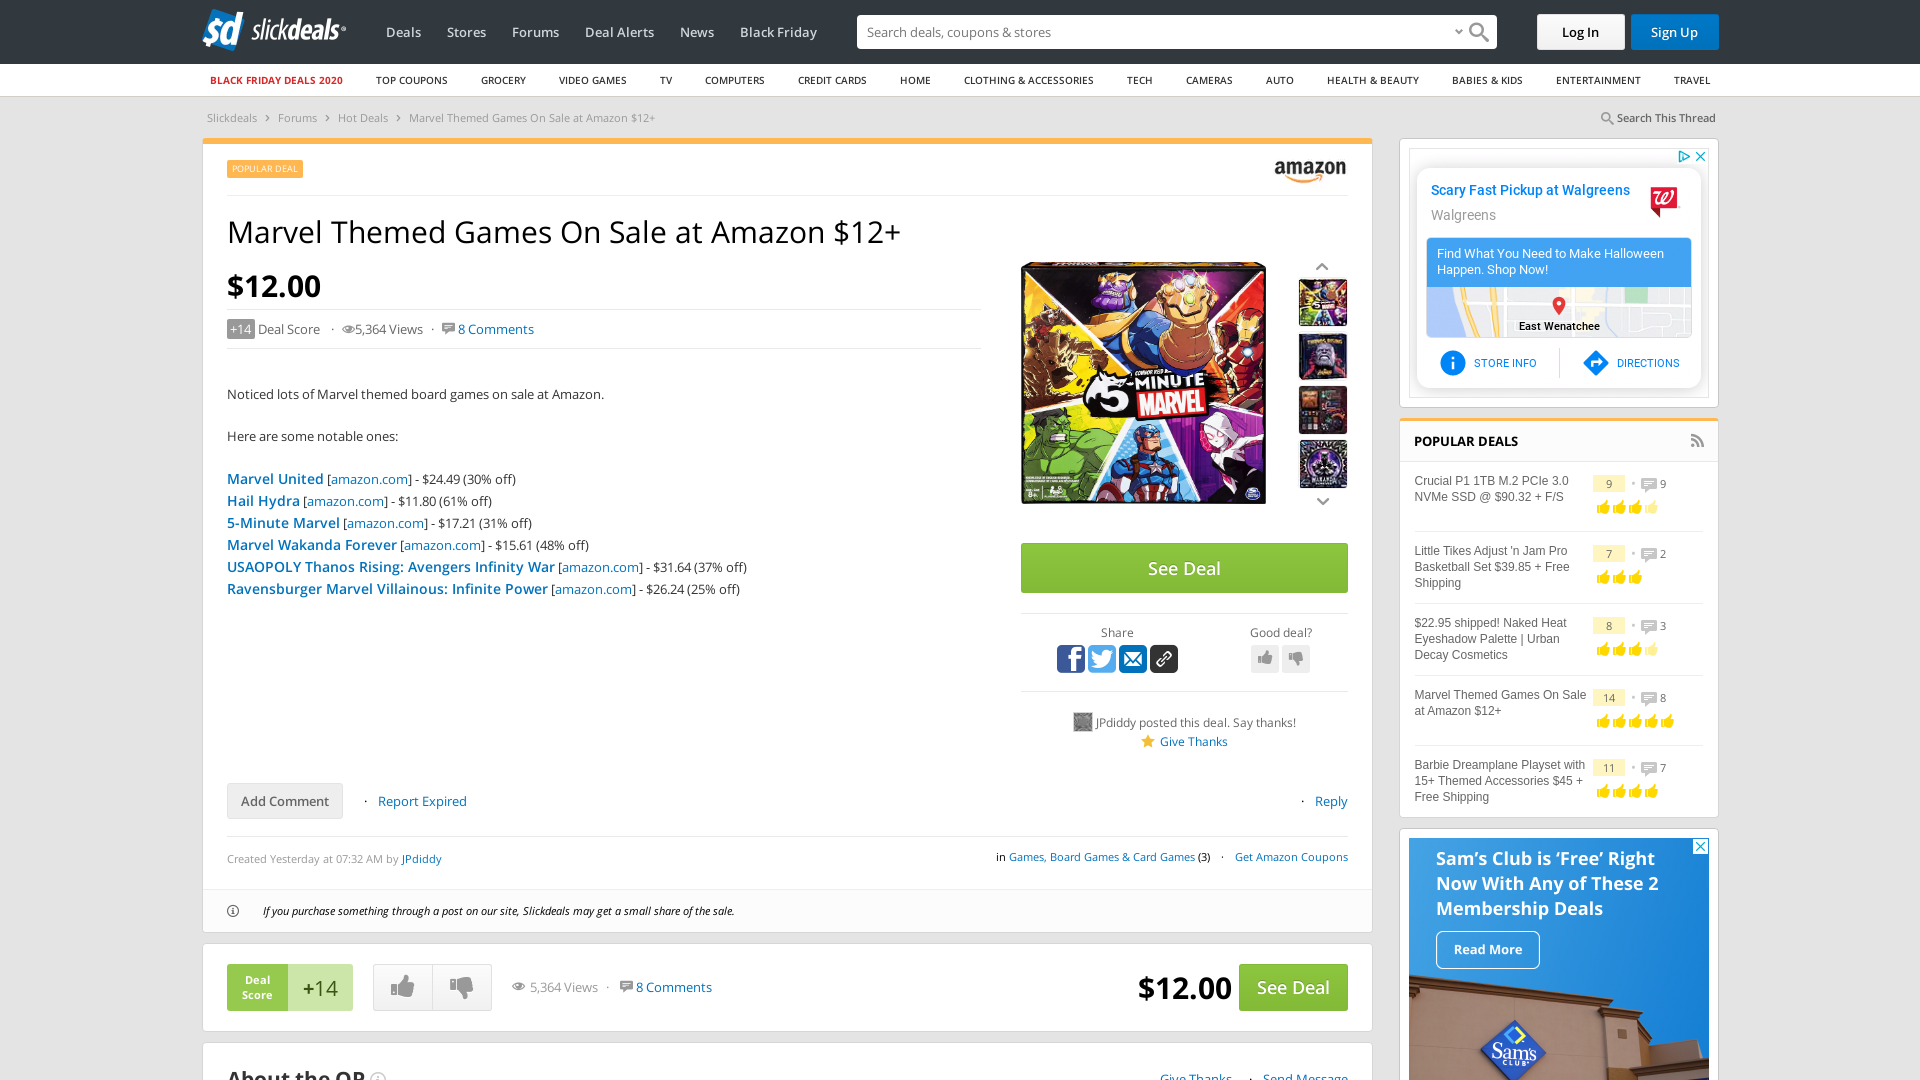 sd slickdeals
Deals Stores Forums Deal Alerts News Black Friday
Search deals, coupons & stores
Log In Sign Up
BLACK FRIDAY DEALS 2020 TOP COUPONS GROCERY VIDEO GAMES TV COMPUTERS CREDIT CARDS HOME CLOTHING & ACCESSORIES TECH CAMERAS AUTO HEALTH & BEAUTY BABIES & KIDS ENTERTAINMENT TRAVEL
Slickdeals › Forums › Hot Deals › Marvel Themed Games On Sale at Amazon $12+
Search This Thread
POPULAR DEAL
amazon
Marvel Themed Games On Sale at Amazon $12+
$12.00
+14 Deal Score · 5,364 Views · 8 Comments
Noticed lots of Marvel themed board games on sale at Amazon.
Here are some notable ones:
Marvel United [amazon.com] - $24.49 (30% off)
Hail Hydra [amazon.com] - $11.80 (61% off)
5-Minute Marvel [amazon.com] - $17.21 (31% off)
Marvel Wakanda Forever [amazon.com] - $15.61 (48% off)
USAOPOLY Thanos Rising: Avengers Infinity War [amazon.com] - $31.64 (37% off)
Ravensburger Marvel Villainous: Infinite Power [amazon.com] - $26.24 (25% off)
5 MINUTE
MARVEL
See Deal
Share
Good deal?
JPdiddy posted this deal. Say thanks!
Give Thanks
Add Comment · Report Expired
· Reply
Created Yesterday at 07:32 AM by JPdiddy
in Games, Board Games & Card Games (3) · Get Amazon Coupons
If you purchase something through a post on our site, Slickdeals may get a small share of the sale.
Deal
Score
+14
5,364 Views · 8 Comments
$12.00
See Deal
About the OP
Give Thanks · Send Message
Scary Fast Pickup at Walgreens
Walgreens
W
Find What You Need to Make Halloween
Happen. Shop Now!
East Wenatchee
STORE INFO
DIRECTIONS
POPULAR DEALS
Crucial P1 1TB M.2 PCIe 3.0
NVMe SSD @ $90.32 + F/S
9 · 9
Little Tikes Adjust 'n Jam Pro
Basketball Set $39.85 + Free
Shipping
7 · 2
$22.95 shipped! Naked Heat
Eyeshadow Palette | Urban
Decay Cosmetics
8 · 3
Marvel Themed Games On Sale
at Amazon $12+
14 · 8
Barbie Dreamplane Playset with
15+ Themed Accessories $45 +
Free Shipping
11 · 7
Sam's Club is 'Free' Right
Now With Any of These 2
Membership Deals
Read More
Sam's
CLUB